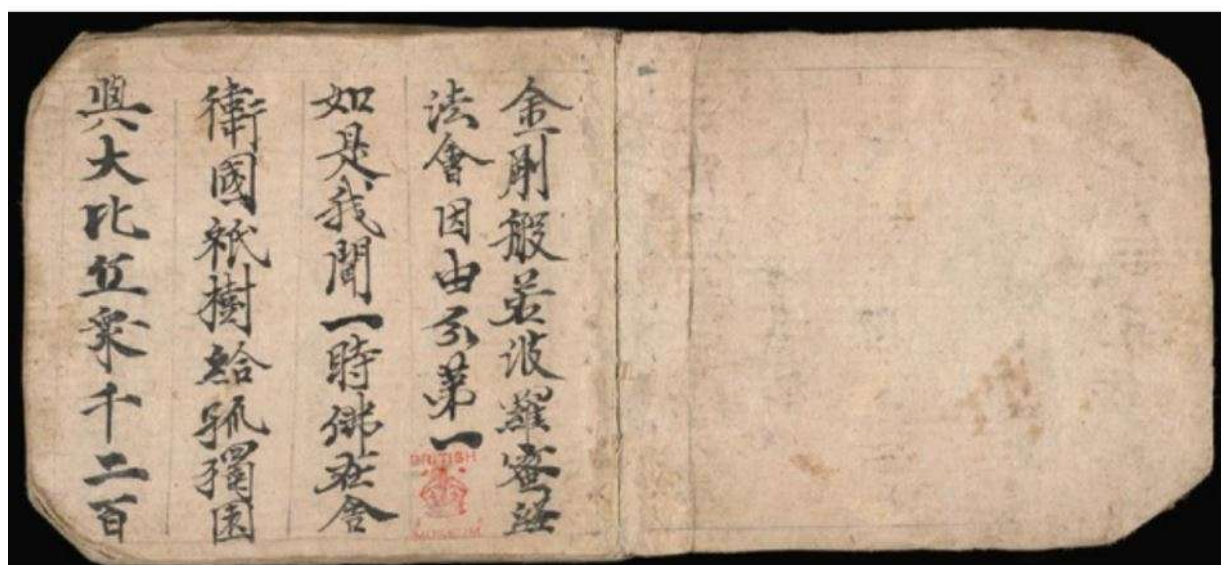 金剛般若波羅蜜經
法會因由分第一
如是我聞一時佛在舍
衛國祇樹給孤獨園
與大比丘衆千二百
BRITISH
MUSEUM